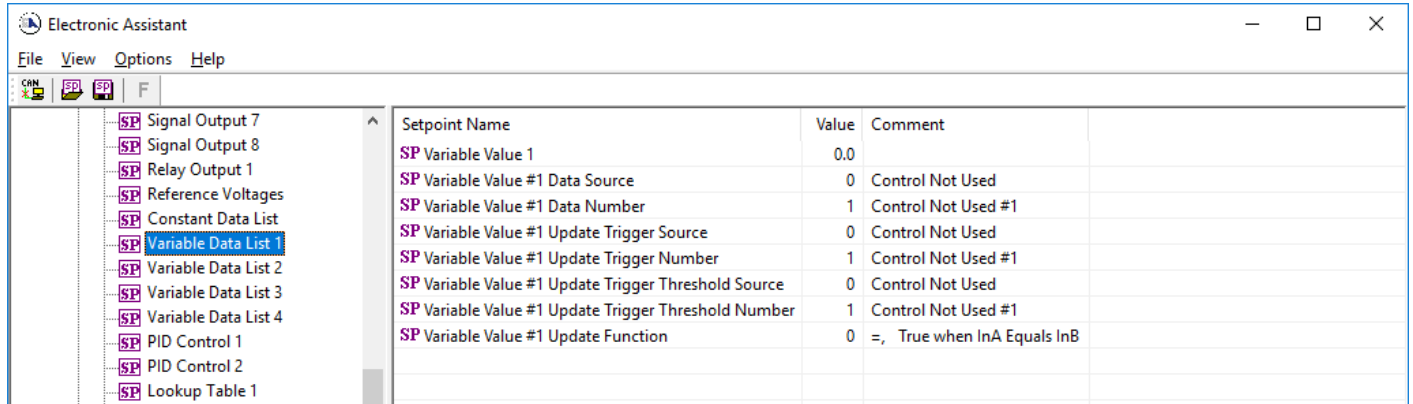 Electronic Assistant
File View Options Help
CAN SP SP F
SP Signal Output 7
SP Signal Output 8
SP Relay Output 1
SP Reference Voltages
SP Constant Data List
SP Variable Data List 1
SP Variable Data List 2
SP Variable Data List 3
SP Variable Data List 4
SP PID Control 1
SP PID Control 2
SP Lookup Table 1
Setpoint Name Value Comment
SP Variable Value 1 0.0
SP Variable Value #1 Data Source 0 Control Not Used
SP Variable Value #1 Data Number 1 Control Not Used #1
SP Variable Value #1 Update Trigger Source 0 Control Not Used
SP Variable Value #1 Update Trigger Number 1 Control Not Used #1
SP Variable Value #1 Update Trigger Threshold Source 0 Control Not Used
SP Variable Value #1 Update Trigger Threshold Number 1 Control Not Used #1
SP Variable Value #1 Update Function 0 =, True when InA Equals InB